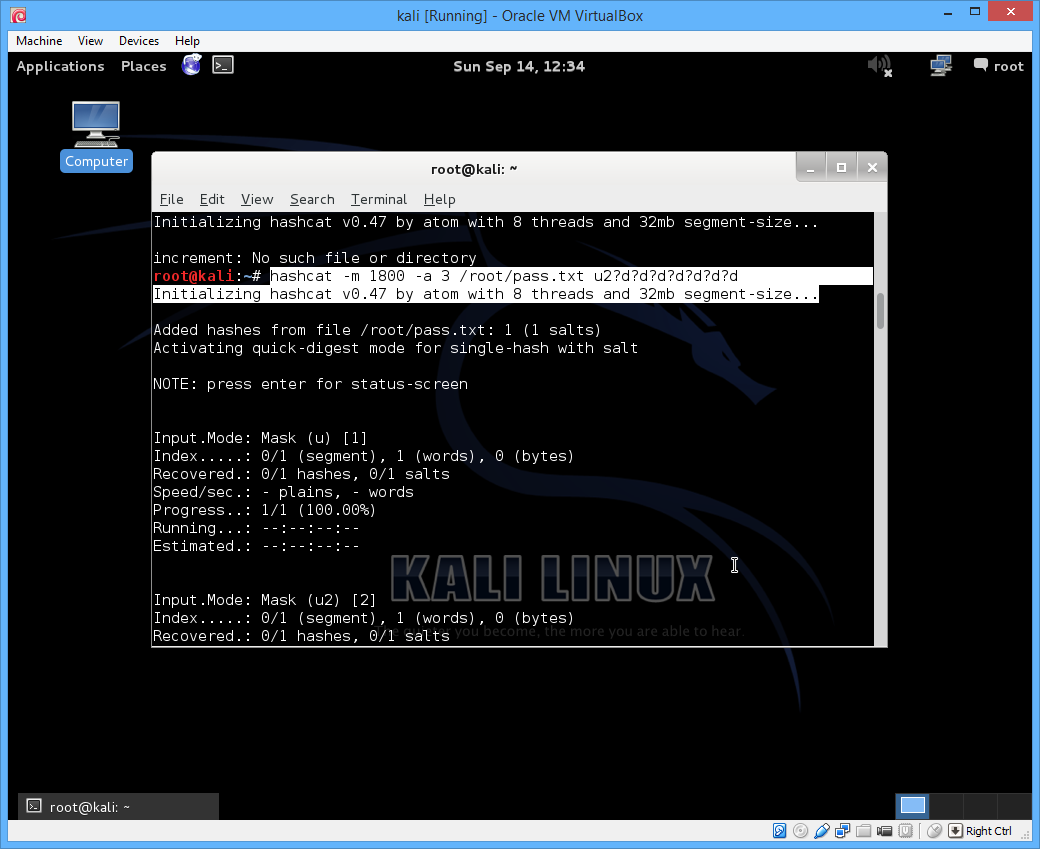 kali [Running] - Oracle VM VirtualBox
Machine View Devices Help
Applications Places Sun Sep 14, 12:34 root
Computer
root@kali: ~
File Edit View Search Terminal Help
Initializing hashcat v0.47 by atom with 8 threads and 32mb segment-size...
increment: No such file or directory
root@kali:~# hashcat -m 1800 -a 3 /root/pass.txt u2?d?d?d?d?d?d?d
Initializing hashcat v0.47 by atom with 8 threads and 32mb segment-size...
Added hashes from file /root/pass.txt: 1 (1 salts)
Activating quick-digest mode for single-hash with salt
NOTE: press enter for status-screen
Input.Mode: Mask (u) [1]
Index.....: 0/1 (segment), 1 (words), 0 (bytes)
Recovered.: 0/1 hashes, 0/1 salts
Speed/sec.: - plains, - words
Progress..: 1/1 (100.00%)
Running...: --:--:--:--
Estimated.: --:--:--:--
KALI LINUX
Input.Mode: Mask (u2) [2]
Index.....: 0/1 (segment), 1 (words), 0 (bytes)
you become, the more you are able to hear.
Recovered.: 0/1 hashes, 0/1 salts
root@kali: ~
Right Ctrl